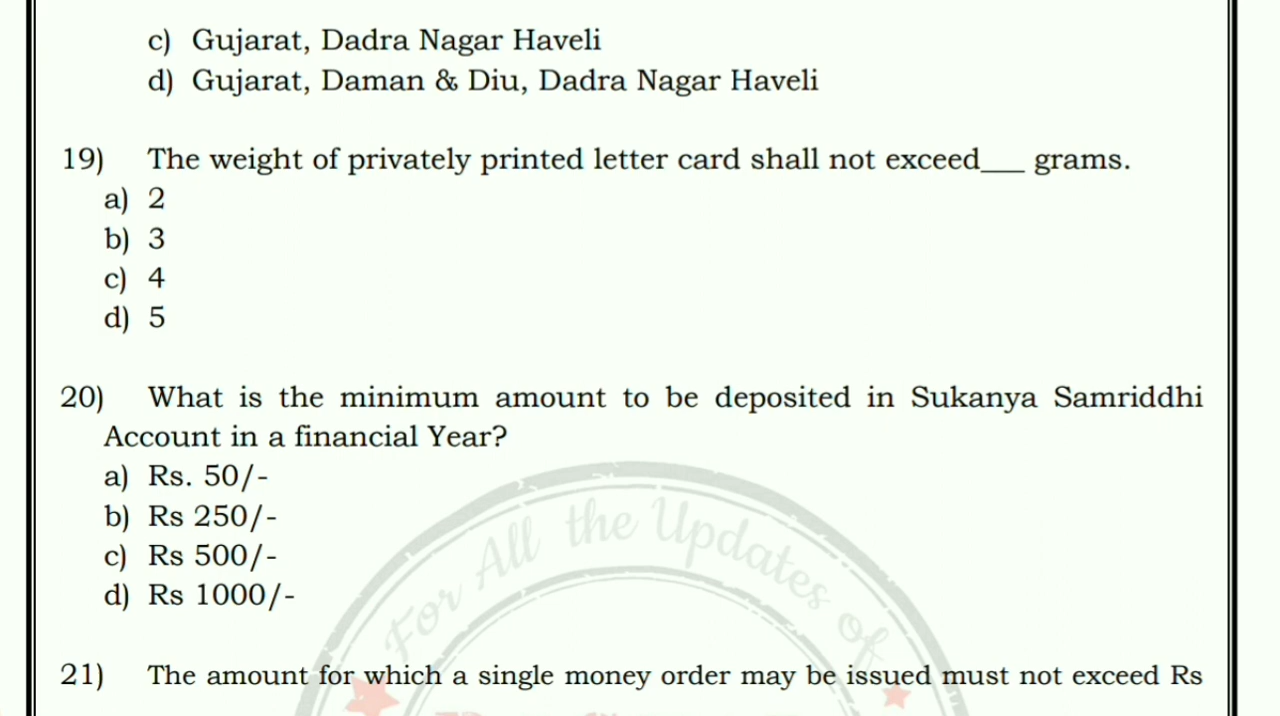 c) Gujarat, Dadra Nagar Haveli
d) Gujarat, Daman & Diu, Dadra Nagar Haveli
19) The weight of privately printed letter card shall not exceed___ grams.
a) 2
b) 3
c) 4
d) 5
20) What is the minimum amount to be deposited in Sukanya Samriddhi
Account in a financial Year?
a) Rs. 50/-
b) Rs 250/-
c) Rs 500/-
d) Rs 1000/-
For All the Updates of
21) The amount for which a single money order may be issued must not exceed Rs